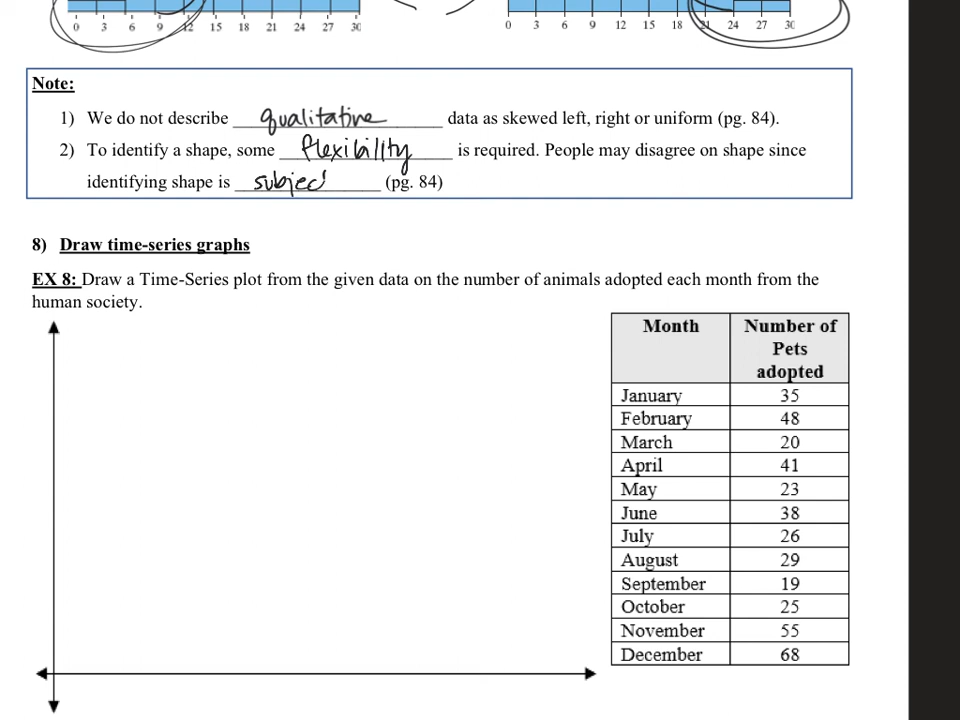 0 3 6 9 12 15 18 21 24 27 30
0 3 6 9 12 15 18 21 24 27 30
Note:
1) We do not describe qualitative data as skewed left, right or uniform (pg. 84).
2) To identify a shape, some flexibility is required. People may disagree on shape since
identifying shape is subject (pg. 84)
8) Draw time-series graphs
EX 8: Draw a Time-Series plot from the given data on the number of animals adopted each month from the
human society.
Month Number of
Pets
adopted
January 35
February 48
March 20
April 41
May 23
June 38
July 26
August 29
September 19
October 25
November 55
December 68